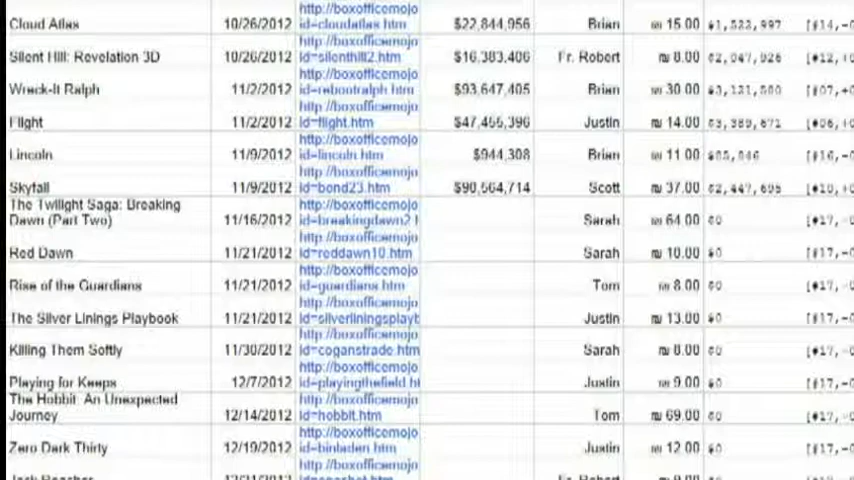 http://boxofficemojo
Cloud Atlas 10/26/2012 id=cloudatlas.htm $22,844,956 Brian ₪ 15.00
http://boxofficemojo
Silent Hill: Revelation 3D 10/26/2012 id=silenthill2.htm $16,383,406 Fr. Robert ₪ 8.00
http://boxofficemojo
Wreck-It Ralph 11/2/2012 id=rebootralph.htm $93,647,405 Brian ₪ 30.00
http://boxofficemojo
Flight 11/2/2012 id=flight.htm $47,455,396 Justin ₪ 14.00
http://boxofficemojo
Lincoln 11/9/2012 id=lincoln.htm $944,308 Brian ₪ 11.00
http://boxofficemojo
Skyfall 11/9/2012 id=bond23.htm $90,564,714 Scott ₪ 37.00
The Twilight Saga: Breaking http://boxofficemojo
Dawn (Part Two) 11/16/2012 id=breakingdawn2 Sarah ₪ 64.00 $0
http://boxofficemojo
Red Dawn 11/21/2012 id=reddawn10.htm Sarah ₪ 10.00 $0
http://boxofficemojo
Rise of the Guardians 11/21/2012 id=guardians.htm Tom ₪ 8.00 $0
http://boxofficemojo
The Silver Linings Playbook 11/21/2012 id=silverliningsplayb Justin ₪ 13.00 $0
http://boxofficemojo
Killing Them Softly 11/30/2012 id=coganstrade.htm Sarah ₪ 8.00 $0
http://boxofficemojo
Playing for Keeps 12/7/2012 id=playingthefield.ht Justin ₪ 9.00 $0
The Hobbit: An Unexpected http://boxofficemojo
Journey 12/14/2012 id=hobbit.htm Tom ₪ 69.00 $0
http://boxofficemojo
Zero Dark Thirty 12/19/2012 id=binladen.htm Justin ₪ 12.00 $0
http://boxofficemojo
Jack Reacher 12/21/2012 Fr. Robert